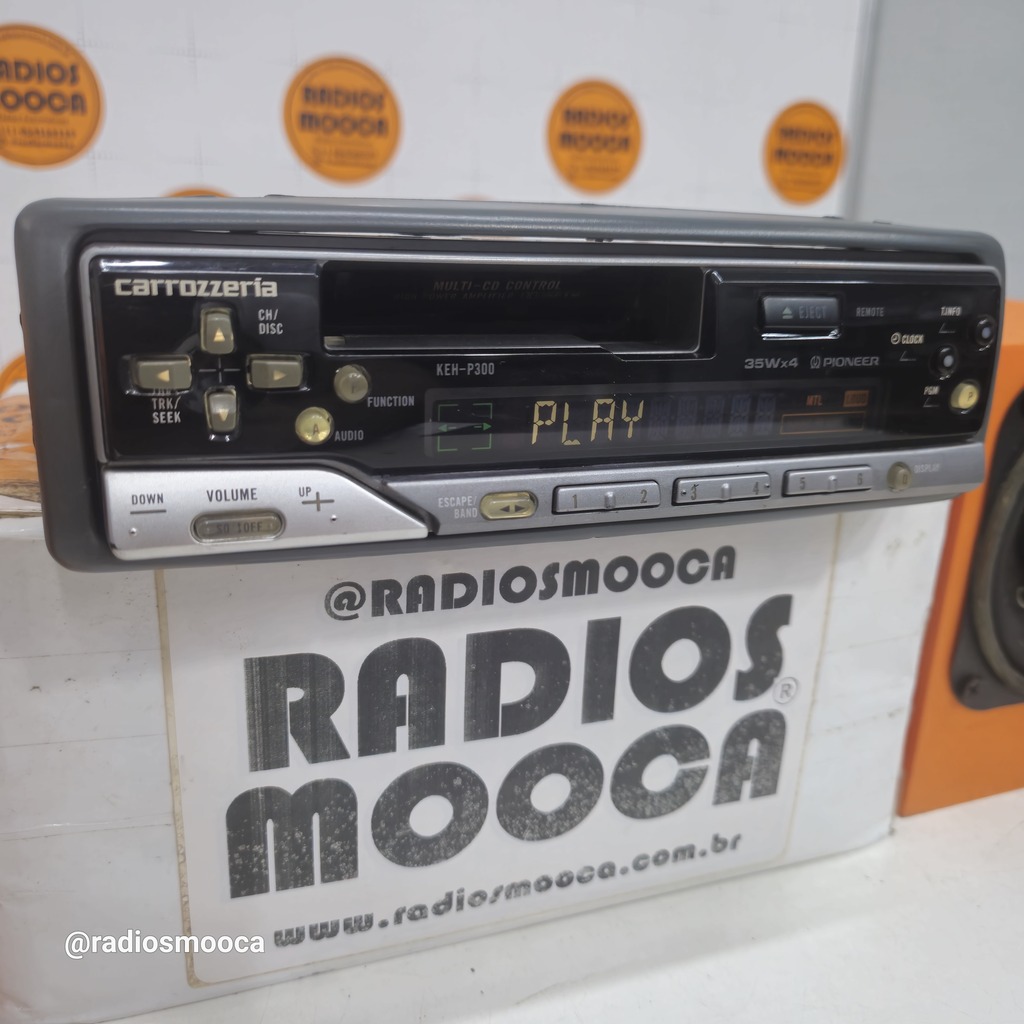 RADIOS
MOOCA
RADIOS
MOOCA
RADIOS
MOOCA
carrozzeria
CH/
DISC
TRK/
SEEK
FUNCTION
AUDIO
A
F
MULTI-CD CONTROL
KEH-P300
EJECT
REMOTE
T.INFO
CLOCK
PGM
P
35Wx4 PIONEER
PLAY
MTL
DOWN
VOLUME
UP
ESCAPE/
BAND
1 2
3 4
5 6
DISPLAY
D
@RADIOSMOOCA
RADIOS
MOOCA
®
www.radiosmooca.com.br
@radiosmooca